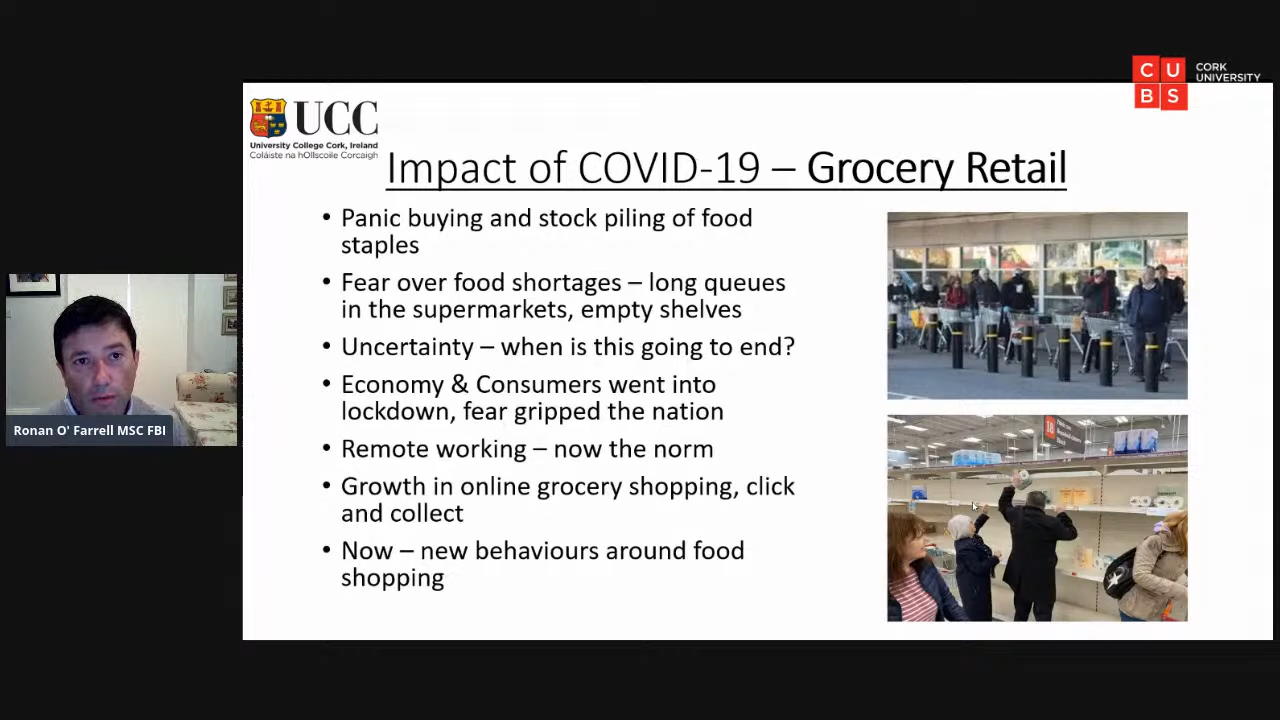 CORK
UNIVERSITY
C U
B S
UCC
University College Cork, Ireland
Coláiste na hOllscoile Corcaigh
Impact of COVID-19 – Grocery Retail
• Panic buying and stock piling of food
staples
• Fear over food shortages – long queues
in the supermarkets, empty shelves
• Uncertainty – when is this going to end?
• Economy & Consumers went into
lockdown, fear gripped the nation
• Remote working – now the norm
• Growth in online grocery shopping, click
and collect
• Now – new behaviours around food
shopping
Ronan O' Farrell MSC FBI